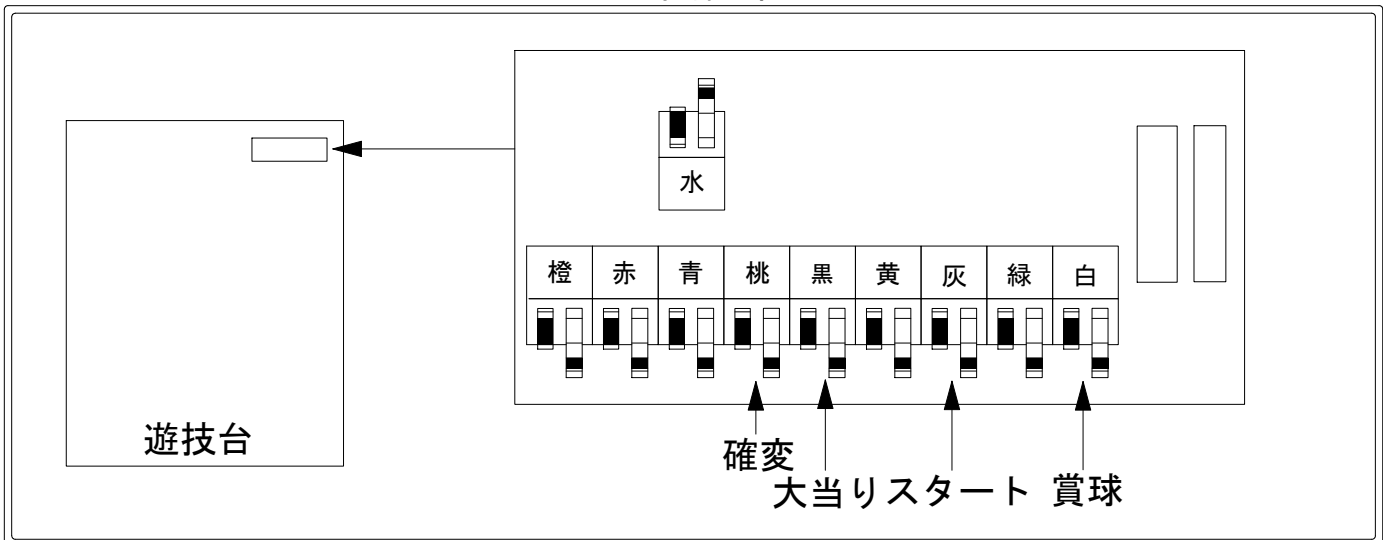 水
橙 赤 青 桃 黒 黄 灰 緑 白
遊技台
確変
大当り スタート 賞球